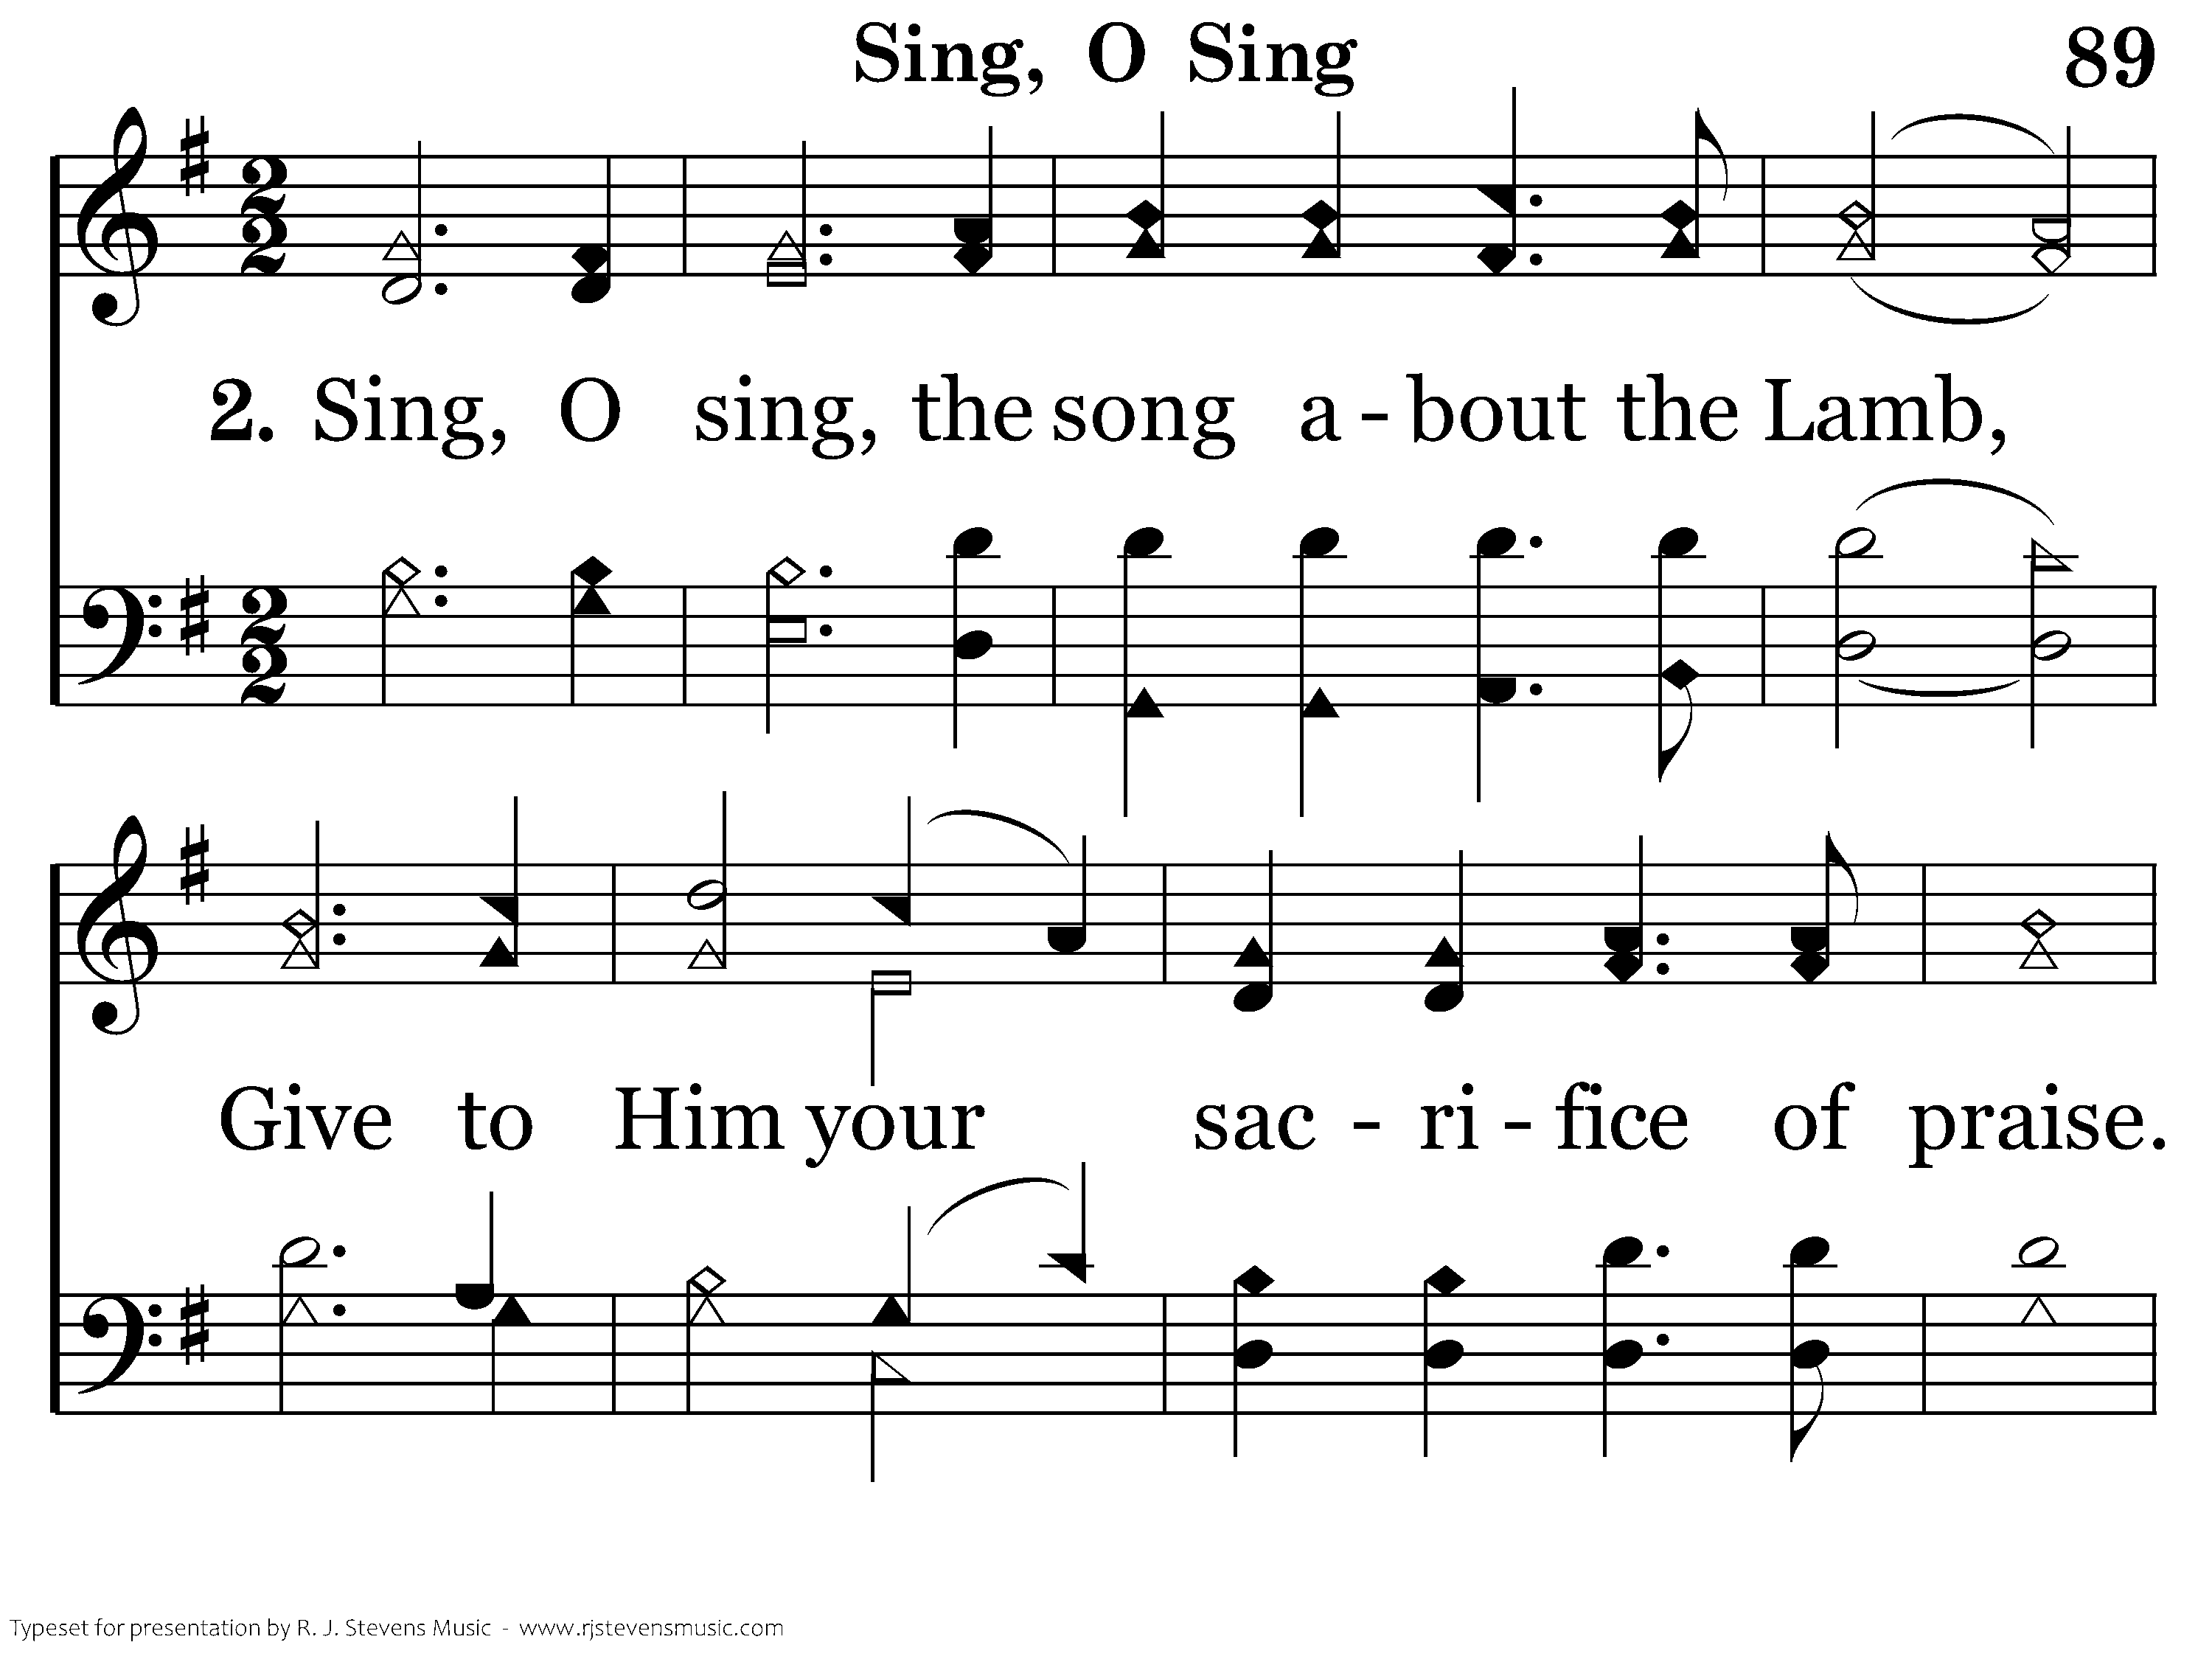 Sing, O Sing 89
2. Sing, O sing, the song a - bout the Lamb,
Give to Him your sac - ri - fice of praise.
Typeset for presentation by R. J. Stevens Music - www.rjstevensmusic.com